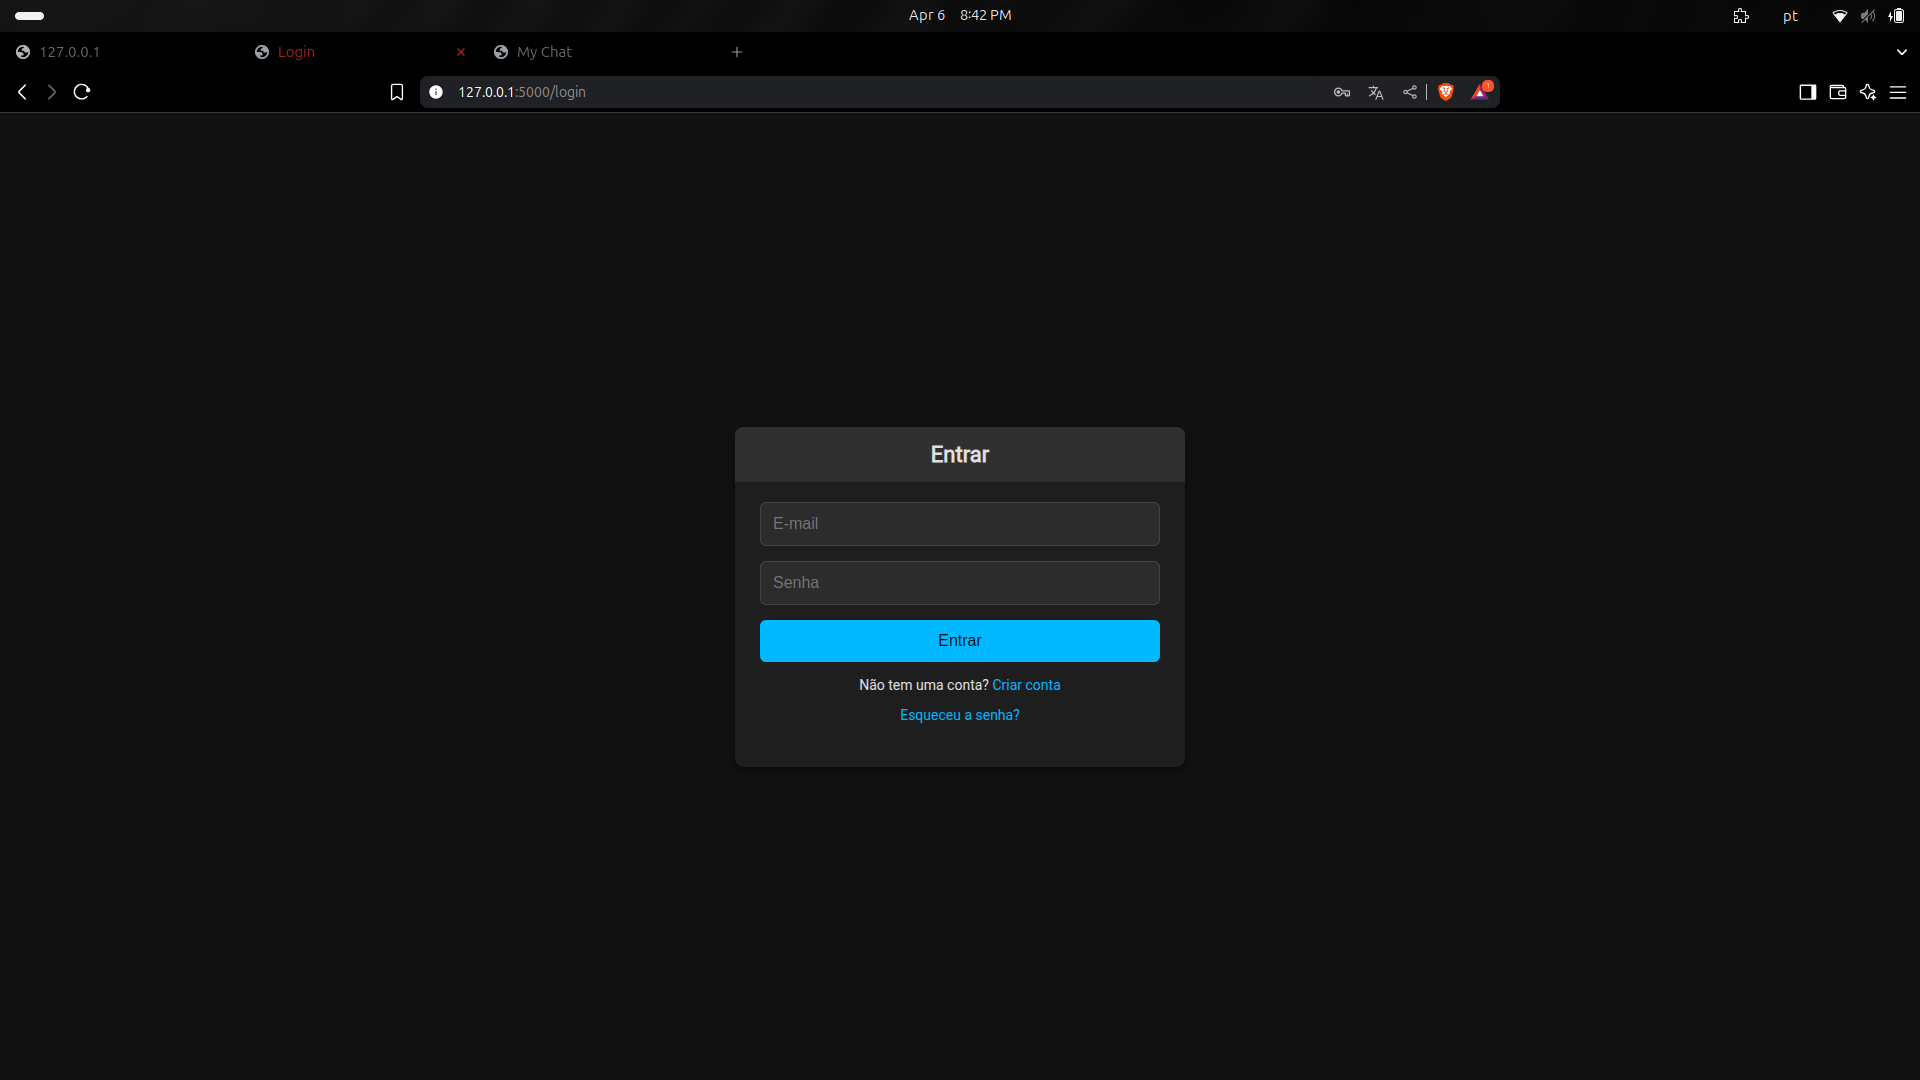 Apr 6 8:42 PM
pt
127.0.0.1
Login
My Chat
127.0.0.1:5000/login
1
Entrar
E-mail
Senha
Entrar
Não tem uma conta? Criar conta
Esqueceu a senha?